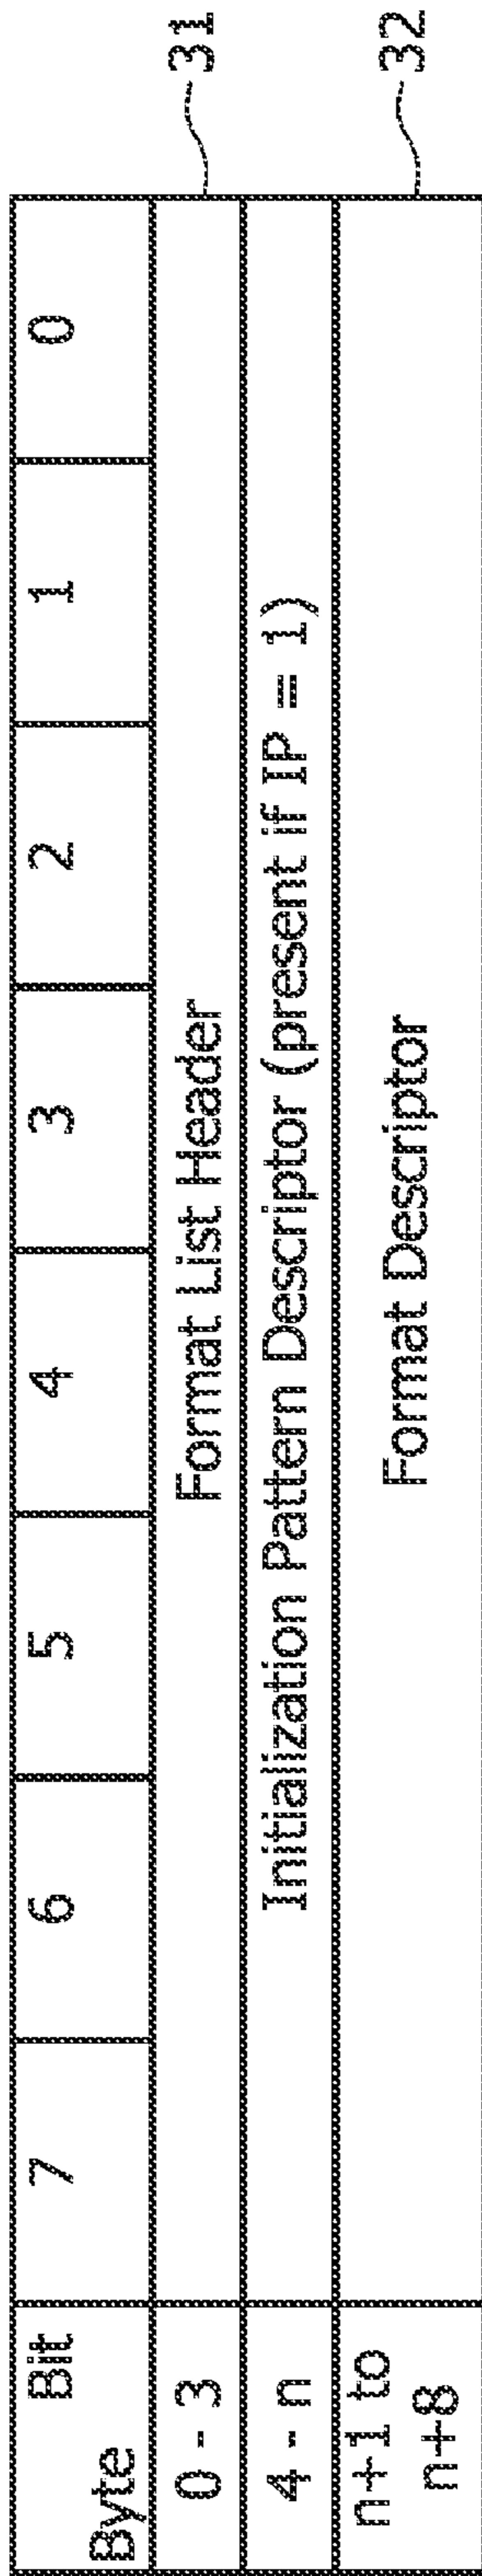 Bit 7 6 5 4 3 2 1 0
Byte
0 - 3 Format List Header 31
4 - n Initialization Pattern Descriptor (present if IP = 1)
n+1 to
n+8 Format Descriptor 32